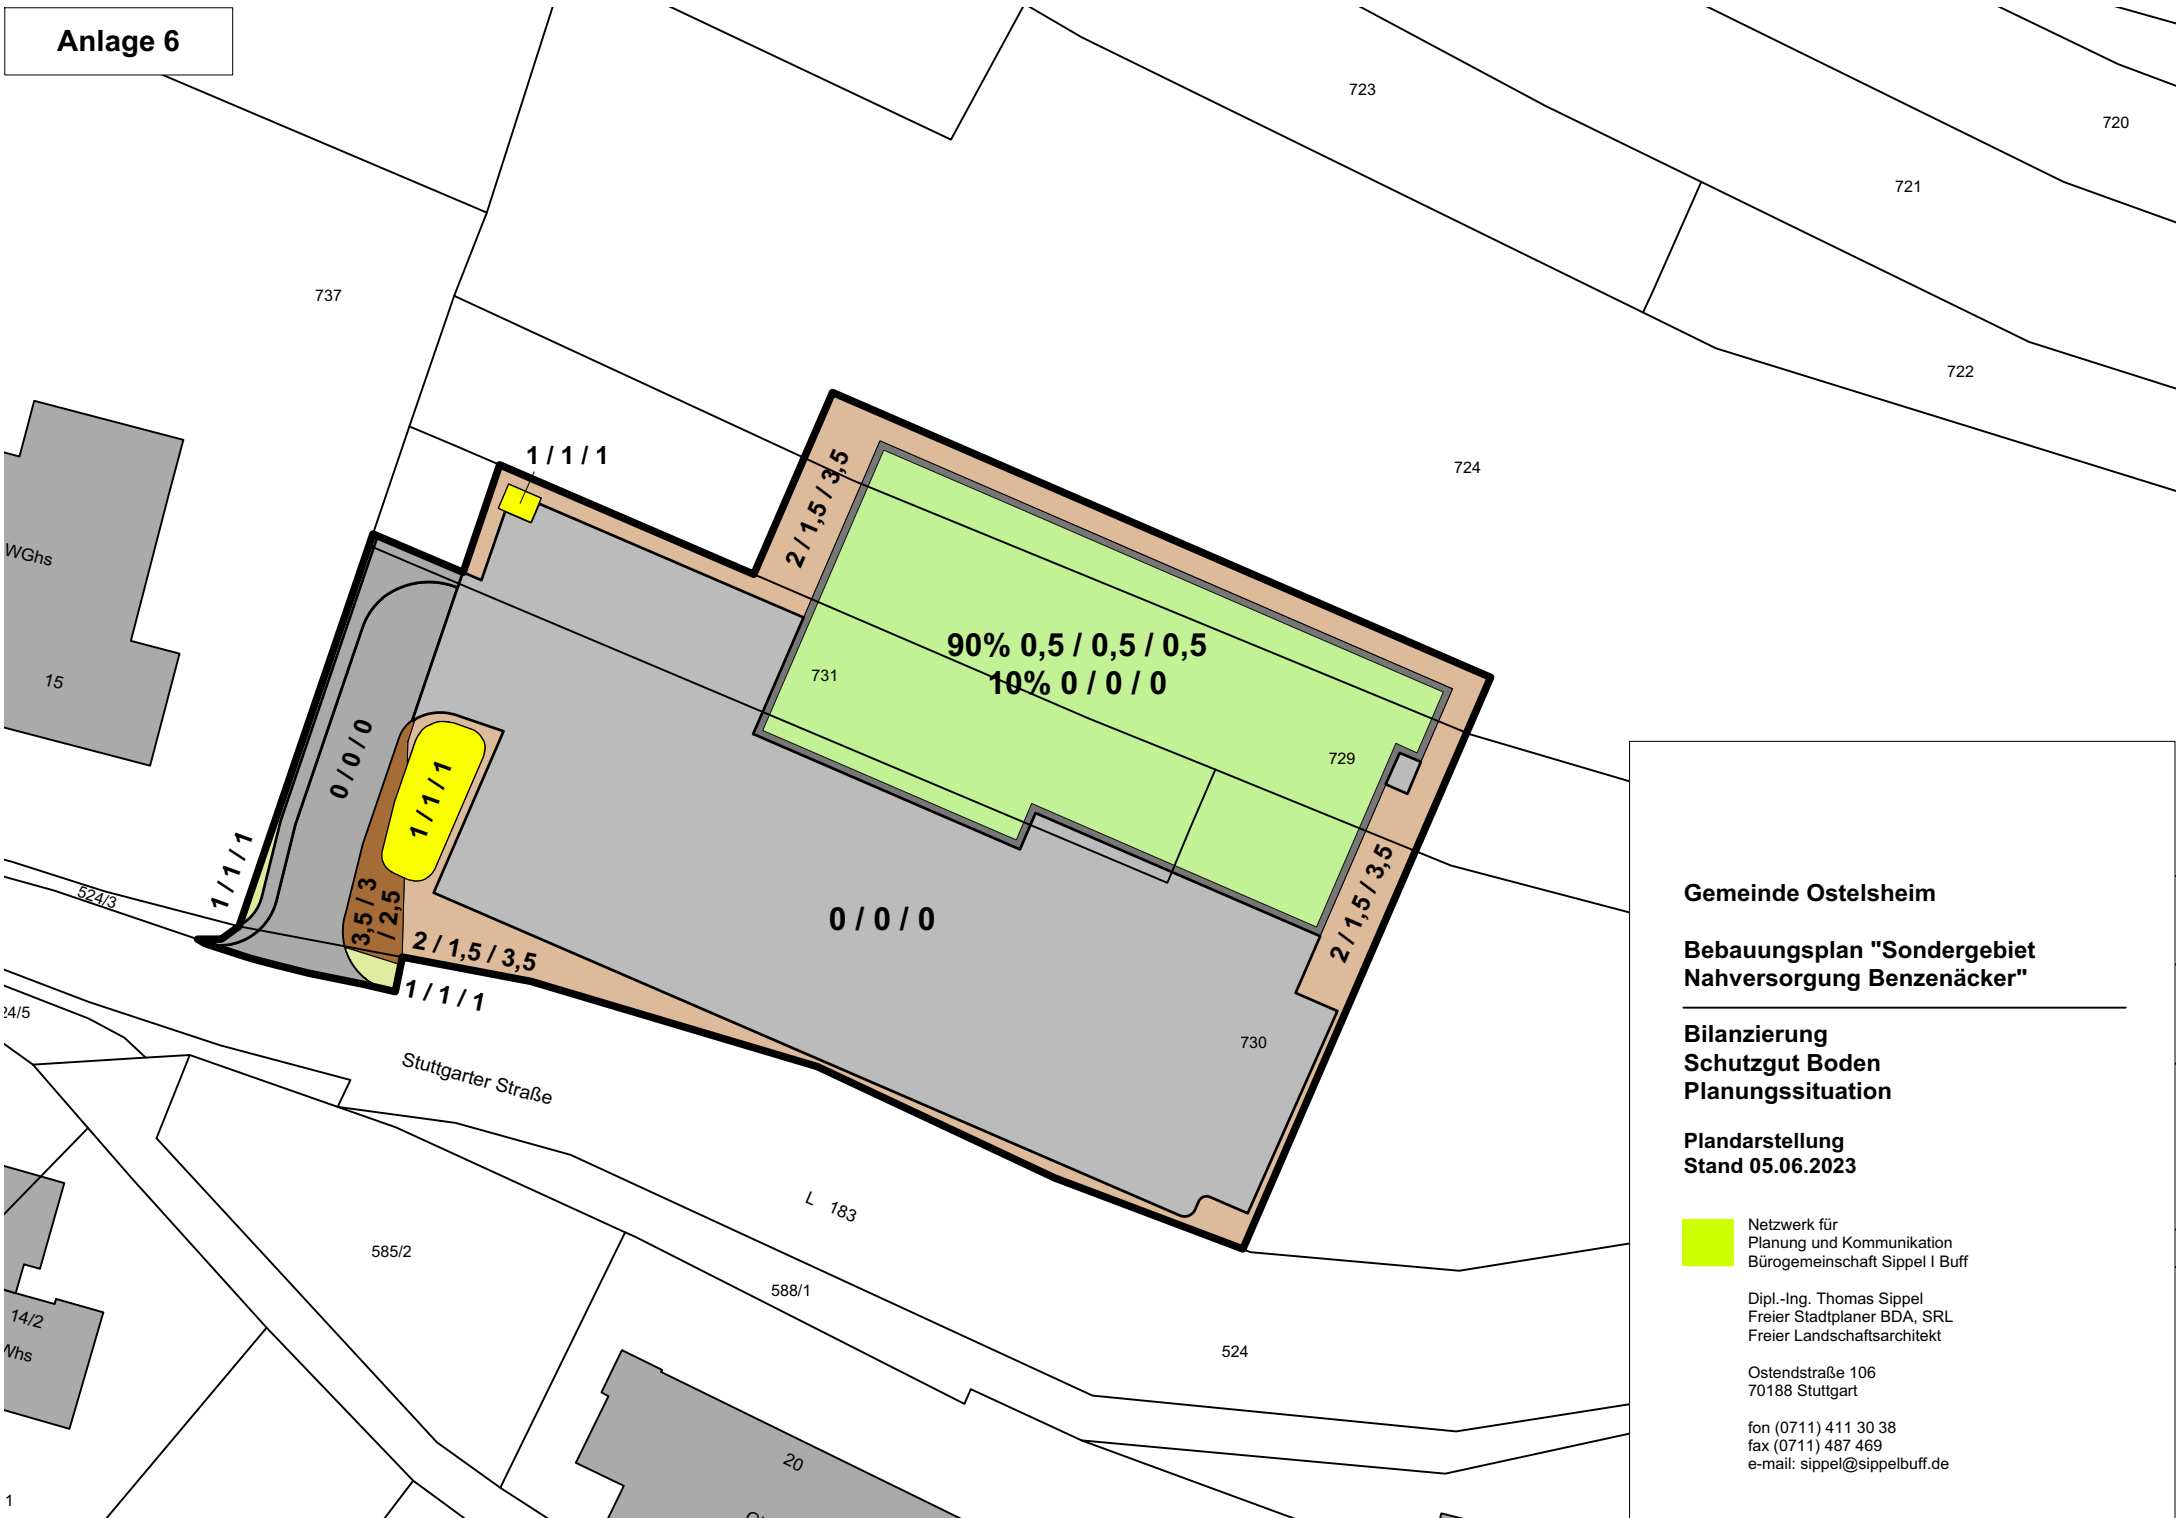 Anlage 6
723
720
721
737
722
724
1 / 1 / 1
2 / 1,5 / 3,5
WGhs
15
90% 0,5 / 0,5 / 0,5
10% 0 / 0 / 0
731
729
0 / 0 / 0
1 / 1 / 1
1 / 1 / 1
524/3
3,5 / 3
/ 2,5
2 / 1,5 / 3,5
1 / 1 / 1
0 / 0 / 0
2 / 1,5 / 3,5
730
24/5
Stuttgarter Straße
L 183
585/2
588/1
524
14/2
Whs
20
1
Gemeinde Ostelsheim
Bebauungsplan "Sondergebiet
Nahversorgung Benzenäcker"
Bilanzierung
Schutzgut Boden
Planungssituation
Plandarstellung
Stand 05.06.2023
Netzwerk für
Planung und Kommunikation
Bürogemeinschaft Sippel I Buff
Dipl.-Ing. Thomas Sippel
Freier Stadtplaner BDA, SRL
Freier Landschaftsarchitekt
Ostendstraße 106
70188 Stuttgart
fon (0711) 411 30 38
fax (0711) 487 469
e-mail: sippel@sippelbuff.de